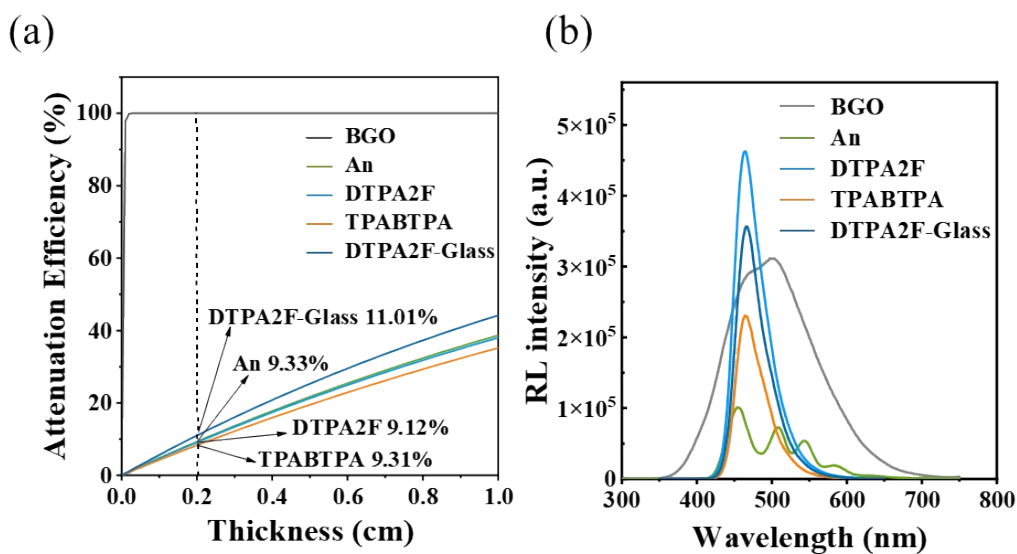 (a)
Attenuation Efficiency (%)
100
80
60
40
20
0
BGO
An
DTPA2F
TPABTPA
DTPA2F-Glass
DTPA2F-Glass 11.01%
An 9.33%
DTPA2F 9.12%
TPABTPA 9.31%
0.0 0.2 0.4 0.6 0.8 1.0
Thickness (cm)
(b)
RL intensity (a.u.)
5×10⁵
4×10⁵
3×10⁵
2×10⁵
1×10⁵
0
BGO
An
DTPA2F
TPABTPA
DTPA2F-Glass
300 400 500 600 700 800
Wavelength (nm)